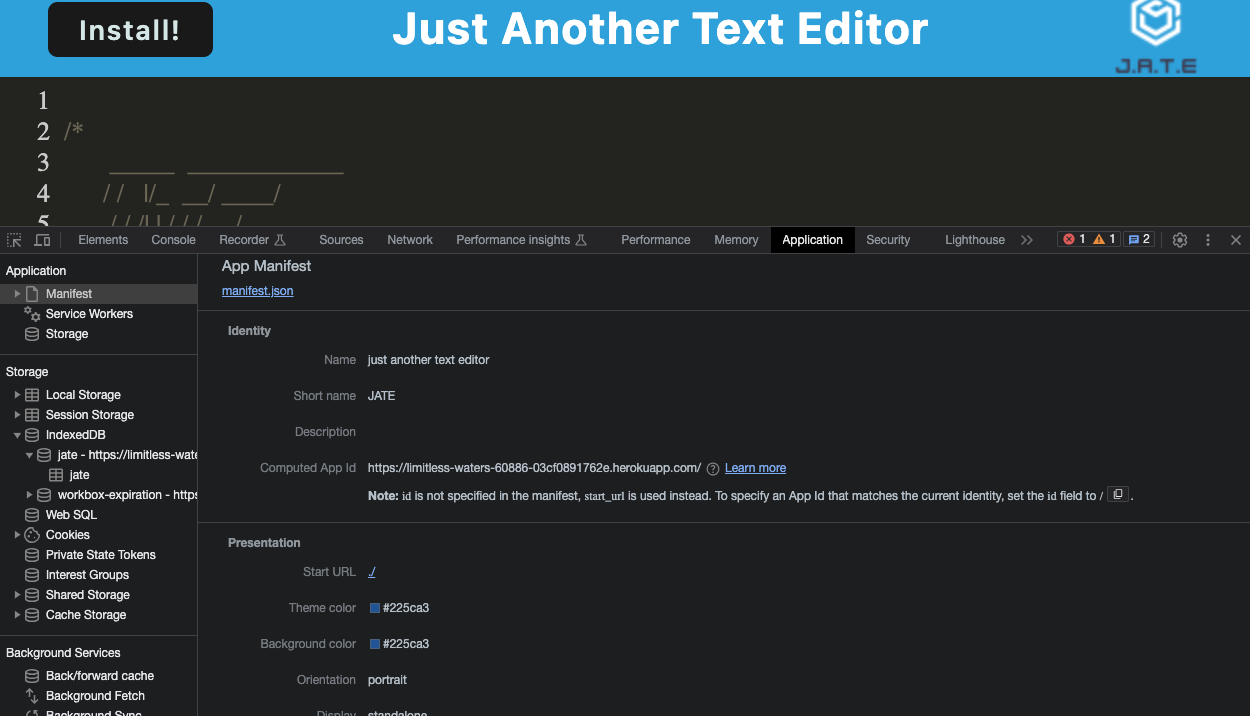 Install!
Just Another Text Editor
J.A.T.E
1
2 /*
3 ______ _______________
4 / / |/_ __/ _____/
5
Elements Console Recorder Sources Network Performance insights Performance Memory Application Security Lighthouse 1 1 2
Application
Manifest
Service Workers
Storage
Storage
Local Storage
Session Storage
IndexedDB
jate - https://limitless-wate
jate
workbox-expiration - https
Web SQL
Cookies
Private State Tokens
Interest Groups
Shared Storage
Cache Storage
Background Services
Back/forward cache
Background Fetch
Background Sync
App Manifest
manifest.json
Identity
Name just another text editor
Short name JATE
Description
Computed App Id https://limitless-waters-60886-03cf0891762e.herokuapp.com/ ? Learn more
Note: id is not specified in the manifest, start_url is used instead. To specify an App Id that matches the current identity, set the id field to / .
Presentation
Start URL ./
Theme color #225ca3
Background color #225ca3
Orientation portrait
Display standalone